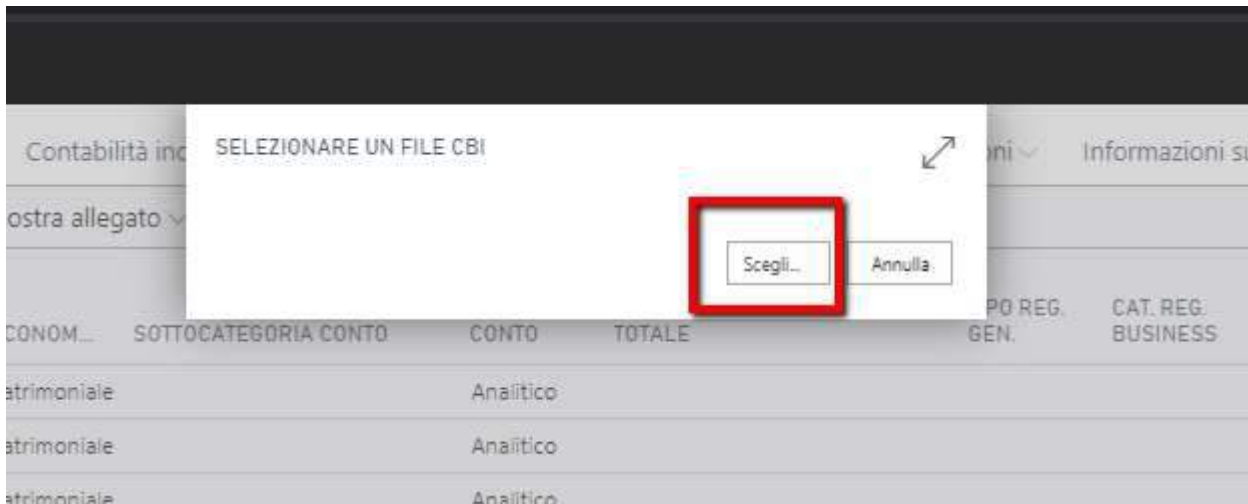 SELEZIONARE UN FILE CBI
Contabilità inc
oni
Informazioni su
ostra allegato
Scegli...
Annulla
CONOM... SOTTOCATEGORIA CONTO CONTO TOTALE PO REG. GEN. CAT. REG. BUSINESS
atrimoniale Analitico
atrimoniale Analitico
atrimoniale Analitico